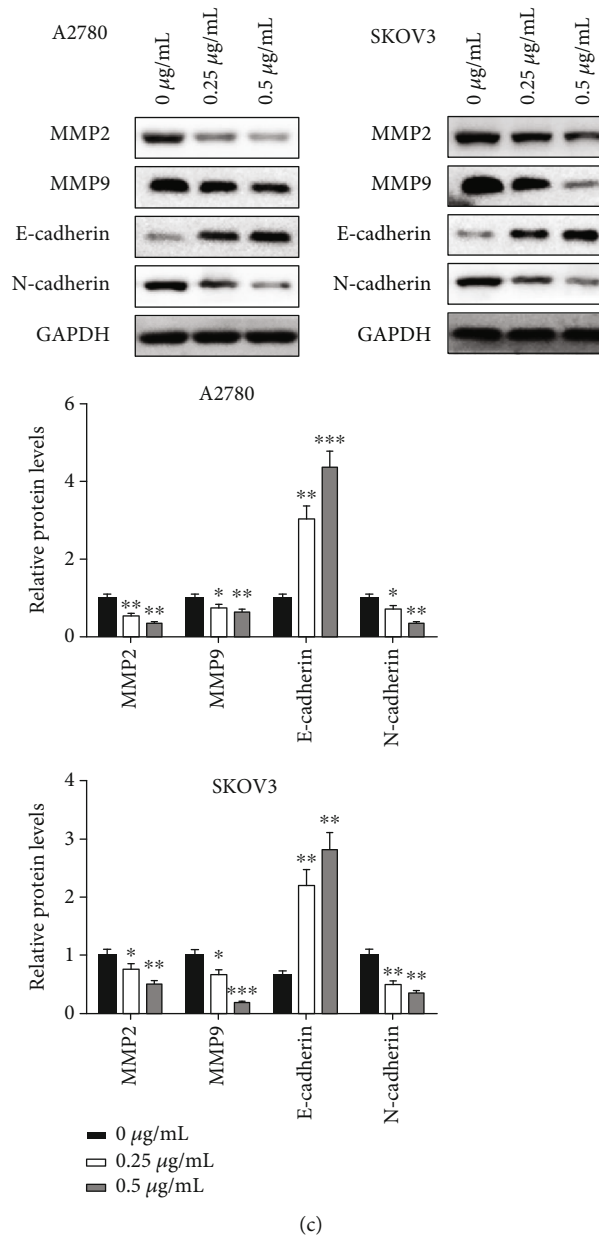 A2780
0 µg/mL
0.25 µg/mL
0.5 µg/mL
MMP2
MMP9
E-cadherin
N-cadherin
GAPDH
SKOV3
0 µg/mL
0.25 µg/mL
0.5 µg/mL
MMP2
MMP9
E-cadherin
N-cadherin
GAPDH
A2780
Relative protein levels
6
4
2
0
** **
* **
** ***
* **
MMP2
MMP9
E-cadherin
N-cadherin
SKOV3
Relative protein levels
4
3
2
1
0
* **
* ***
** **
** **
MMP2
MMP9
E-cadherin
N-cadherin
0 µg/mL
0.25 µg/mL
0.5 µg/mL
(c)